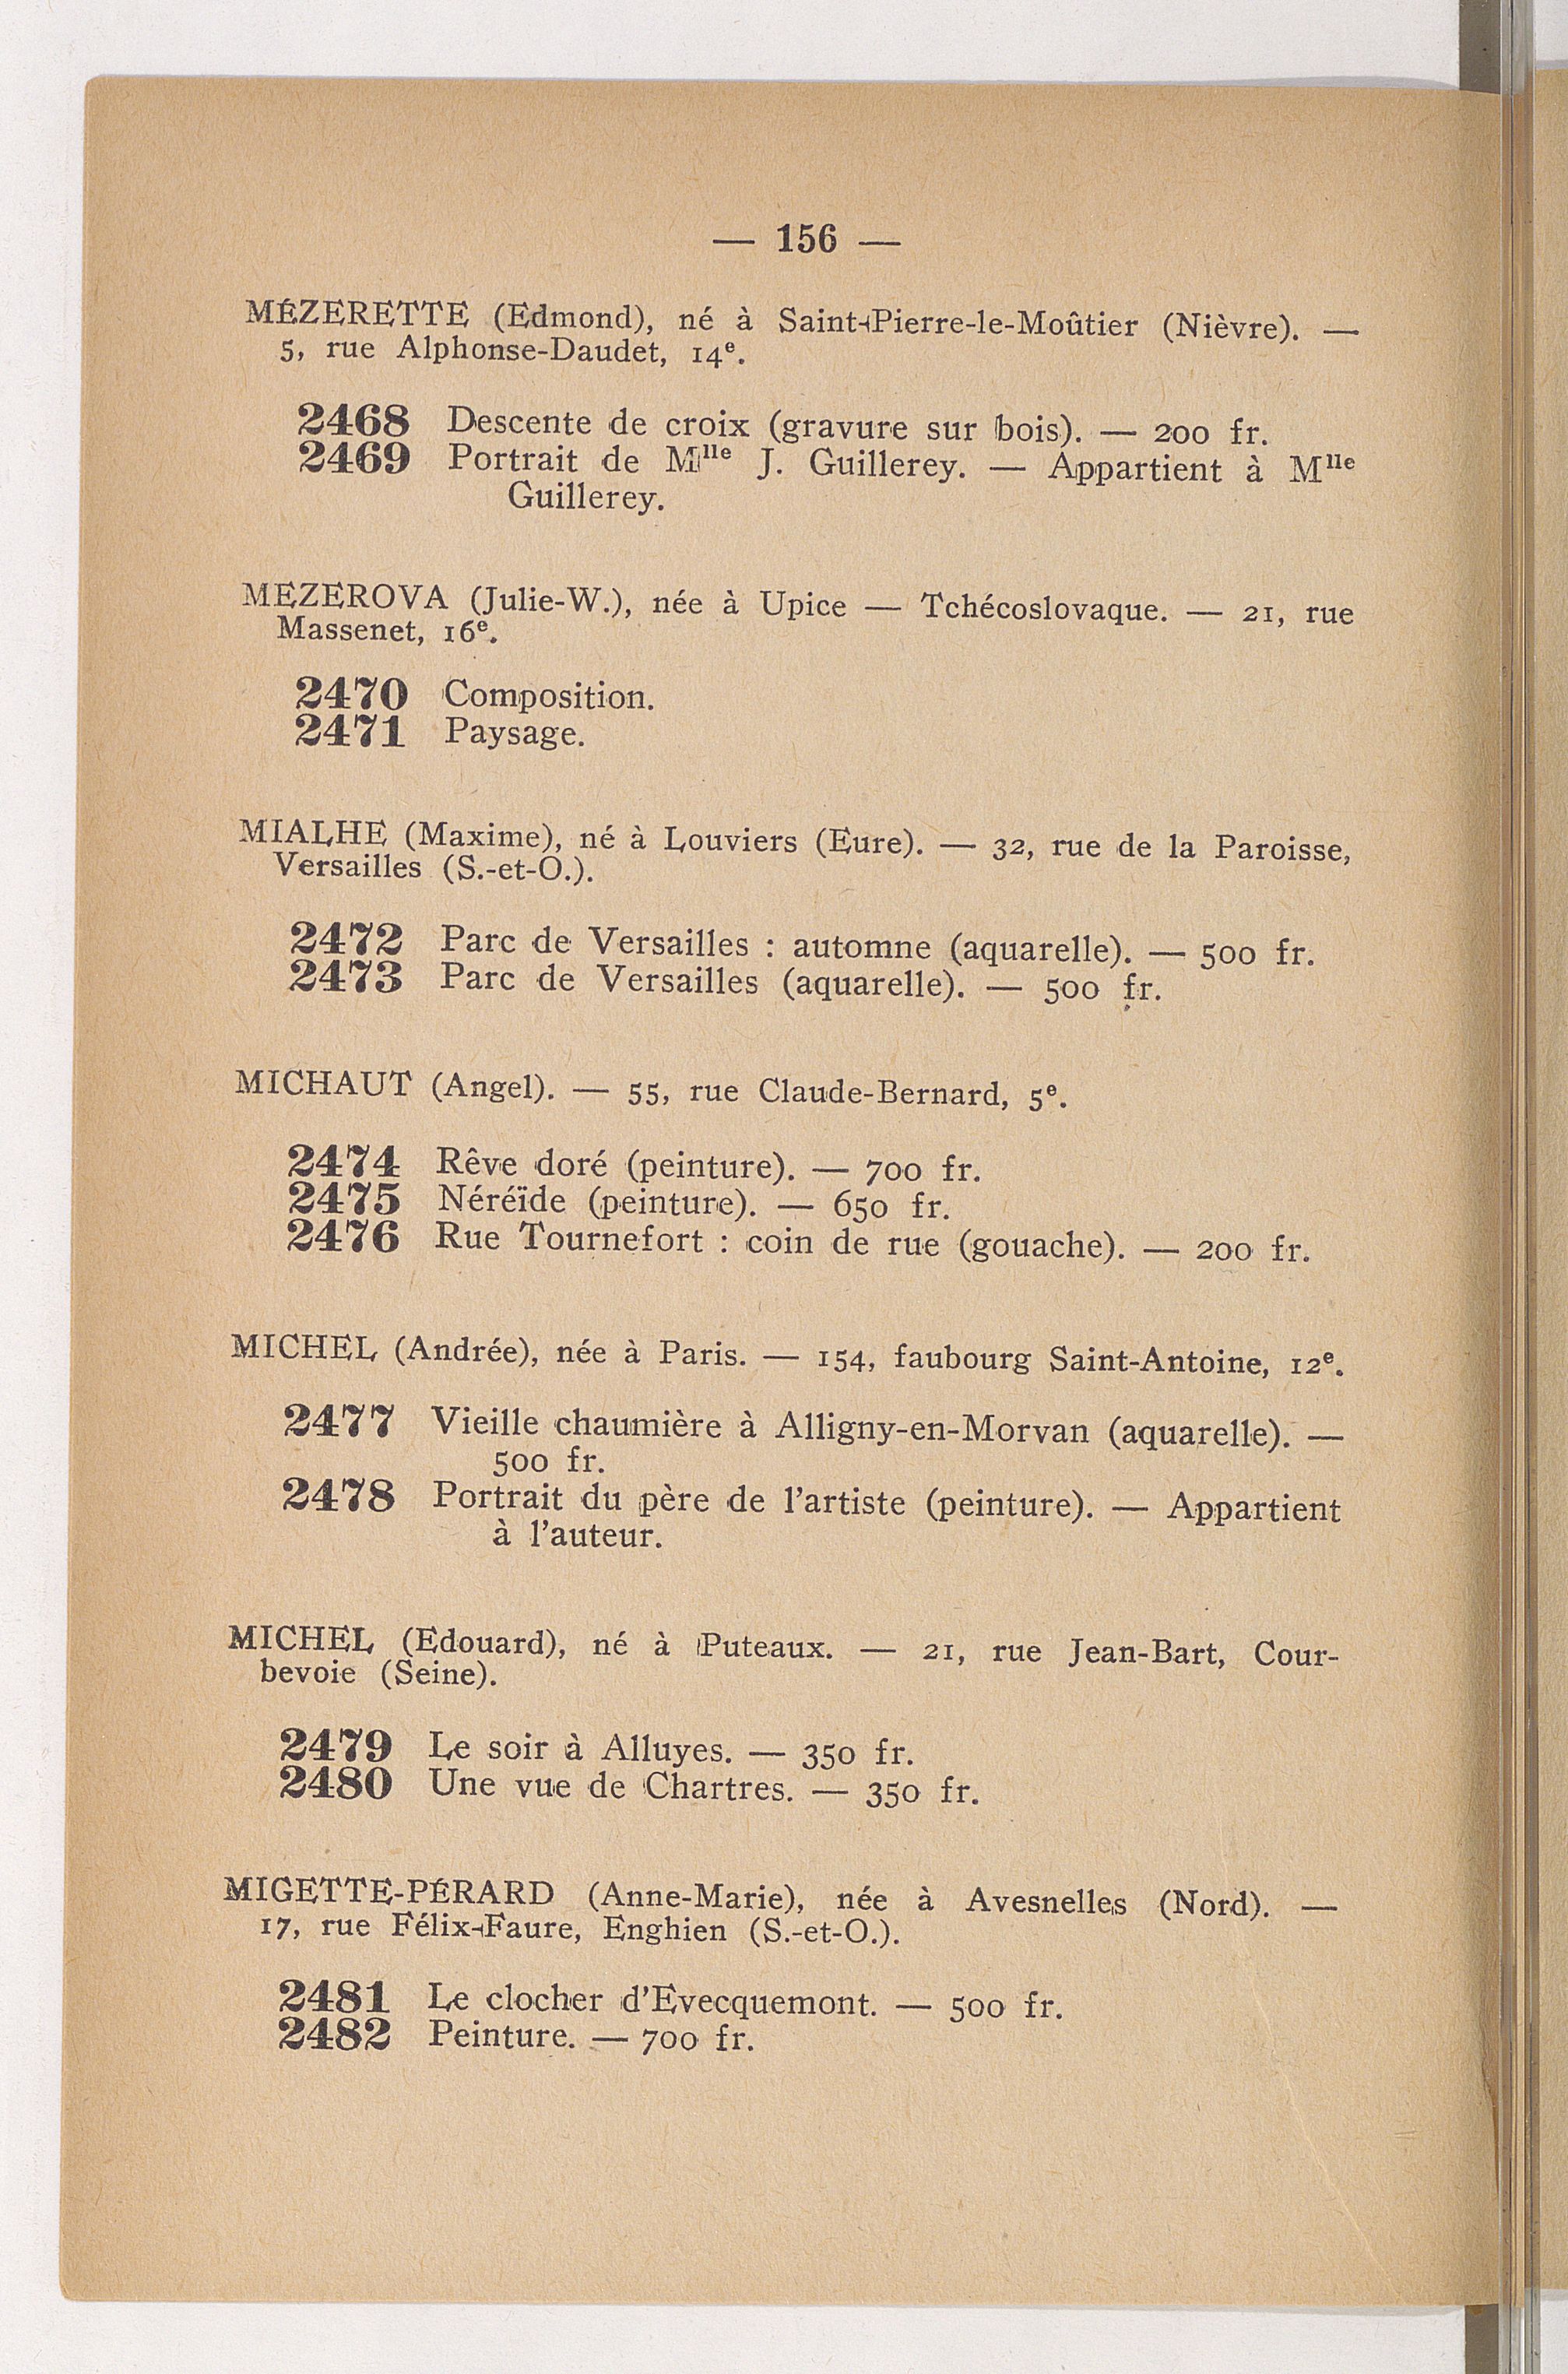 — 156 —
MÉZERETTE (Edmond), né à Saint-Pierre-le-Moûtier (Nièvre). —
5, rue Alphonse-Daudet, 14e.
2468 Descente de croix (gravure sur bois). — 200 fr.
2469 Portrait de Mlle J. Guillerey. — Appartient à Mlle
Guillerey.
MEZEROVA (Julie-W.), née à Upice — Tchécoslovaque. — 21, rue
Massenet, 16e.
2470 Composition.
2471 Paysage.
MIALHE (Maxime), né à Louviers (Eure). — 32, rue de la Paroisse,
Versailles (S.-et-O.).
2472 Parc de Versailles : automne (aquarelle). — 500 fr.
2473 Parc de Versailles (aquarelle). — 500 fr.
MICHAUT (Angel). — 55, rue Claude-Bernard, 5e.
2474 Rêve doré (peinture). — 700 fr.
2475 Néréïde (peinture). — 650 fr.
2476 Rue Tournefort : coin de rue (gouache). — 200 fr.
MICHEL (Andrée), née à Paris. — 154, faubourg Saint-Antoine, 12e.
2477 Vieille chaumière à Alligny-en-Morvan (aquarelle). —
500 fr.
2478 Portrait du père de l'artiste (peinture). — Appartient
à l'auteur.
MICHEL (Edouard), né à Puteaux. — 21, rue Jean-Bart, Cour-
bevoie (Seine).
2479 Le soir à Alluyes. — 350 fr.
2480 Une vue de Chartres. — 350 fr.
MIGETTE-PÉRARD (Anne-Marie), née à Avesnelles (Nord). —
17, rue Félix-Faure, Enghien (S.-et-O.).
2481 Le clocher d'Evecquemont. — 500 fr.
2482 Peinture. — 700 fr.